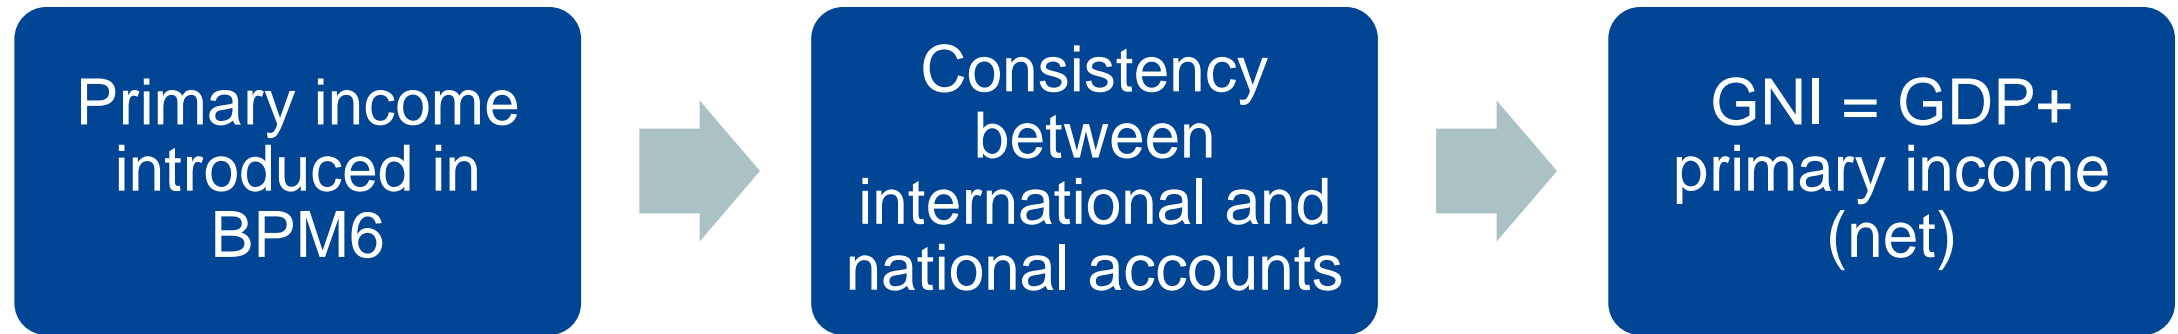 Primary income
introduced in
BPM6
Consistency
between
international and
national accounts
GNI = GDP+
primary income
(net)